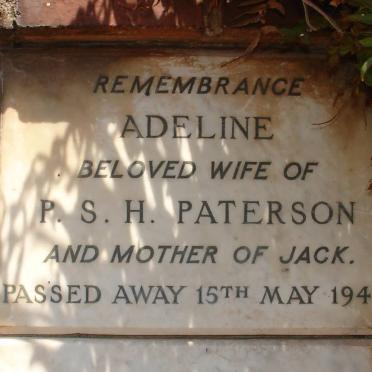 REMEMBRANCE
ADELINE
BELOVED WIFE OF
P. S. H. PATERSON
AND MOTHER OF JACK.
PASSED AWAY 15TH MAY 194